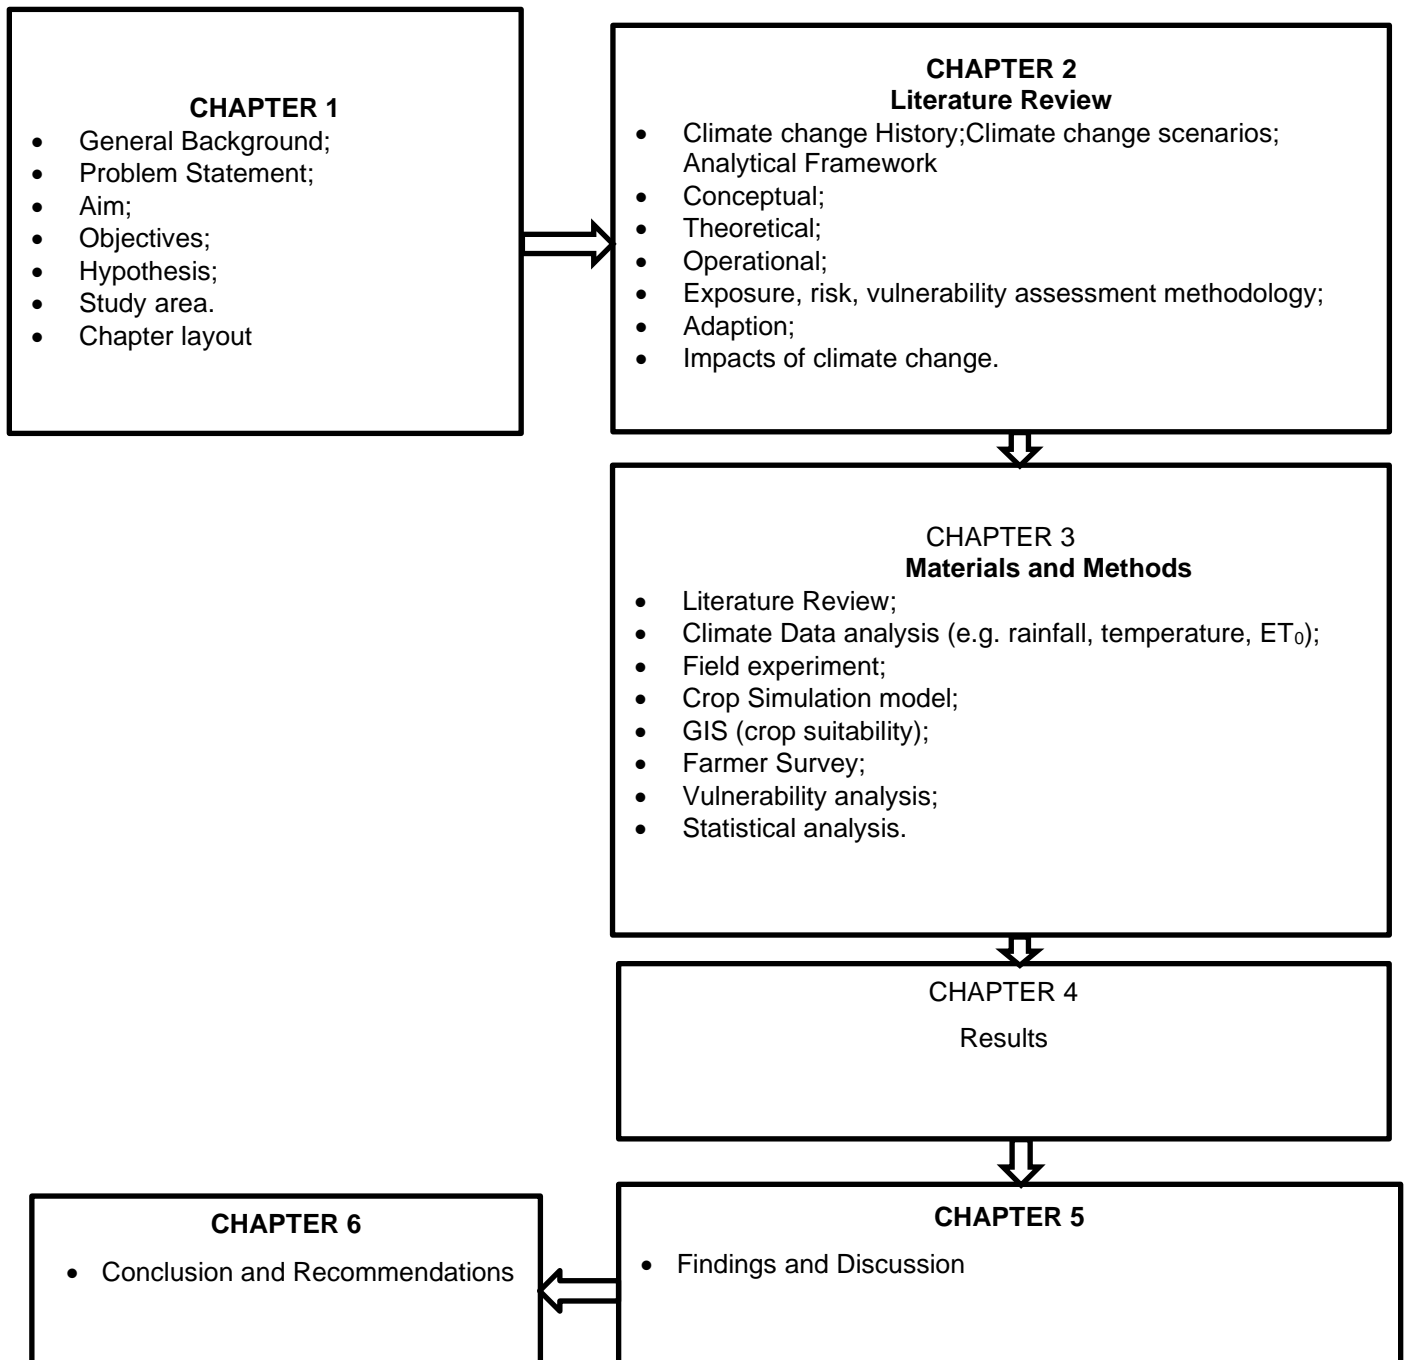 CHAPTER 1
• General Background;
• Problem Statement;
• Aim;
• Objectives;
• Hypothesis;
• Study area.
• Chapter layout
CHAPTER 2
Literature Review
• Climate change History;Climate change scenarios;
Analytical Framework
• Conceptual;
• Theoretical;
• Operational;
• Exposure, risk, vulnerability assessment methodology;
• Adaption;
• Impacts of climate change.
CHAPTER 3
Materials and Methods
• Literature Review;
• Climate Data analysis (e.g. rainfall, temperature, ET₀);
• Field experiment;
• Crop Simulation model;
• GIS (crop suitability);
• Farmer Survey;
• Vulnerability analysis;
• Statistical analysis.
CHAPTER 4
Results
CHAPTER 5
• Findings and Discussion
CHAPTER 6
• Conclusion and Recommendations